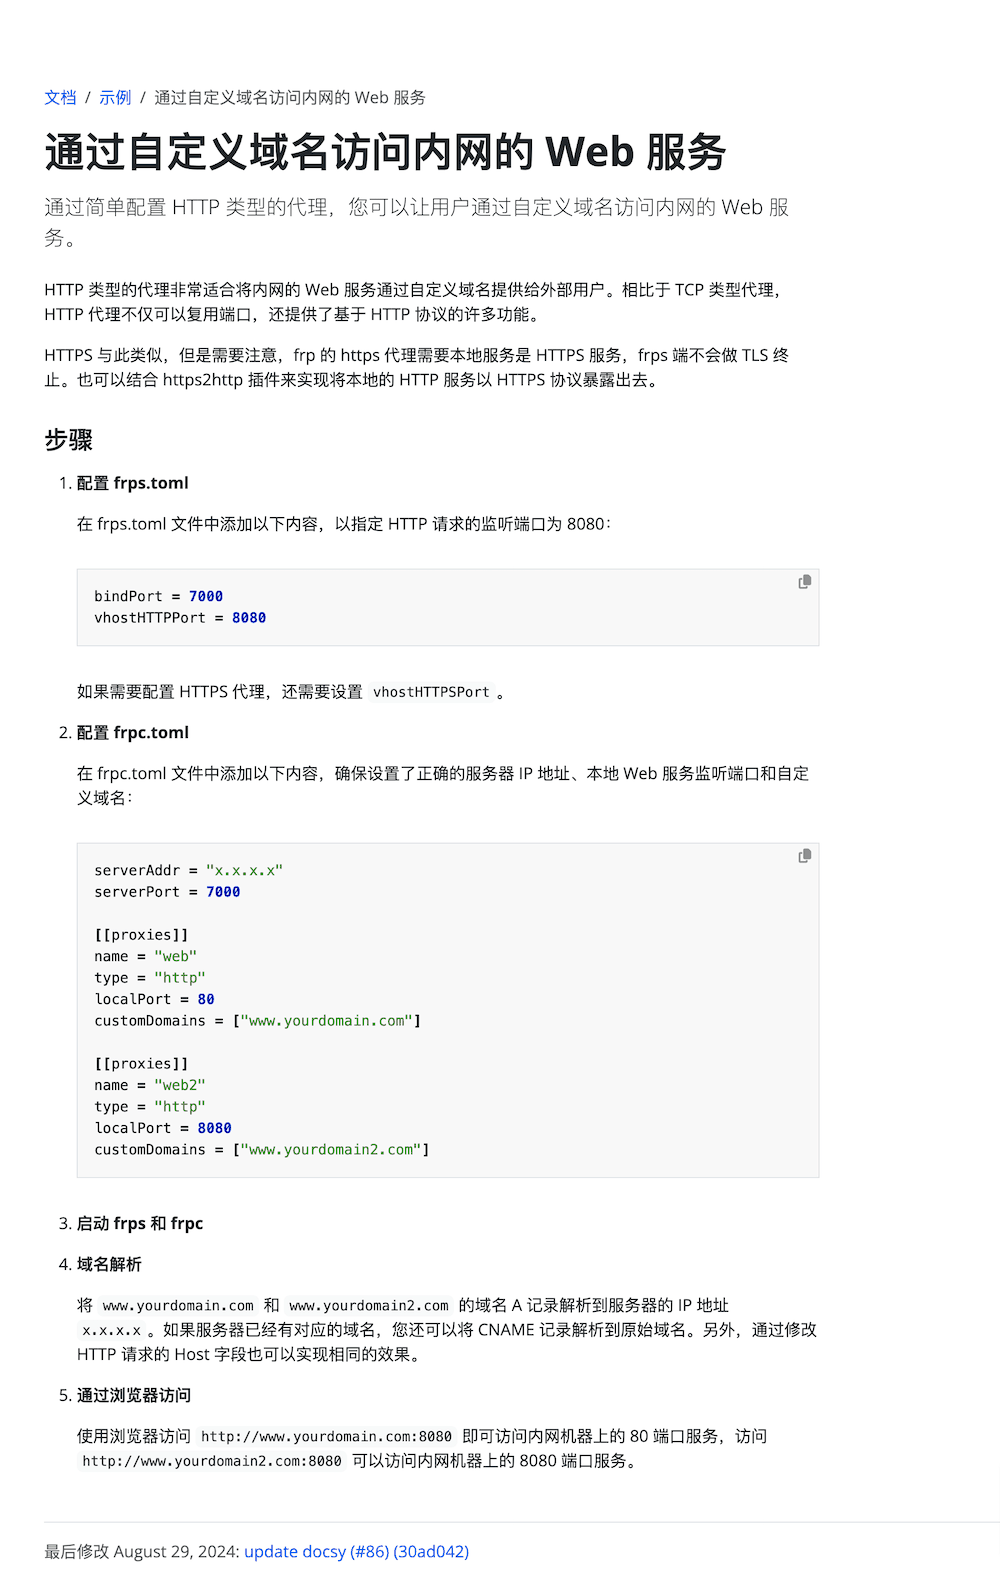 文档 / 示例 / 通过自定义域名访问内网的 Web 服务
通过自定义域名访问内网的 Web 服务
通过简单配置 HTTP 类型的代理，您可以让用户通过自定义域名访问内网的 Web 服
务。
HTTP 类型的代理非常适合将内网的 Web 服务通过自定义域名提供给外部用户。相比于 TCP 类型代理，
HTTP 代理不仅可以复用端口，还提供了基于 HTTP 协议的许多功能。
HTTPS 与此类似，但是需要注意，frp 的 https 代理需要本地服务是 HTTPS 服务，frps 端不会做 TLS 终
止。也可以结合 https2http 插件来实现将本地的 HTTP 服务以 HTTPS 协议暴露出去。
步骤
1. 配置 frps.toml
在 frps.toml 文件中添加以下内容，以指定 HTTP 请求的监听端口为 8080：
bindPort = 7000
vhostHTTPPort = 8080
如果需要配置 HTTPS 代理，还需要设置 vhostHTTPSPort 。
2. 配置 frpc.toml
在 frpc.toml 文件中添加以下内容，确保设置了正确的服务器 IP 地址、本地 Web 服务监听端口和自定
义域名：
serverAddr = "x.x.x.x"
serverPort = 7000
[[proxies]]
name = "web"
type = "http"
localPort = 80
customDomains = ["www.yourdomain.com"]
[[proxies]]
name = "web2"
type = "http"
localPort = 8080
customDomains = ["www.yourdomain2.com"]
3. 启动 frps 和 frpc
4. 域名解析
将 www.yourdomain.com 和 www.yourdomain2.com 的域名 A 记录解析到服务器的 IP 地址
x.x.x.x 。如果服务器已经有对应的域名，您还可以将 CNAME 记录解析到原始域名。另外，通过修改
HTTP 请求的 Host 字段也可以实现相同的效果。
5. 通过浏览器访问
使用浏览器访问 http://www.yourdomain.com:8080 即可访问内网机器上的 80 端口服务，访问
http://www.yourdomain2.com:8080 可以访问内网机器上的 8080 端口服务。
最后修改 August 29, 2024: update docsy (#86) (30ad042)